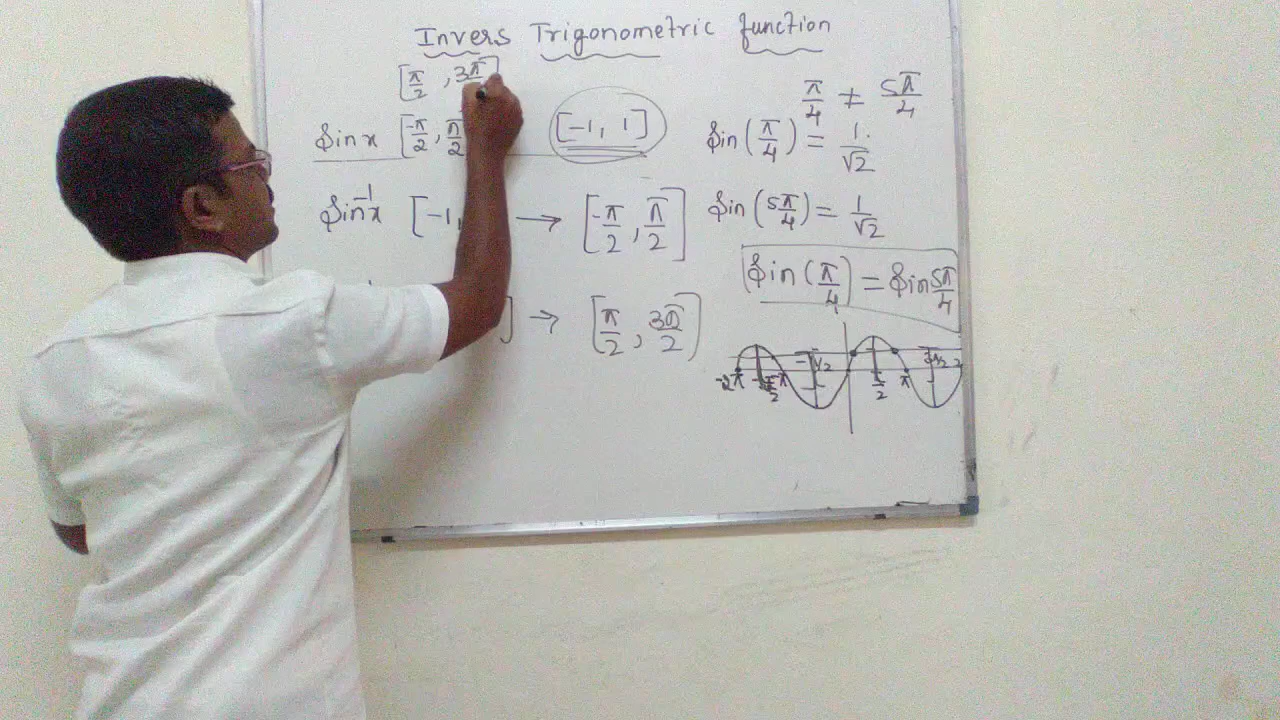 Invers Trigonometric function
[π/2, 3π
Sin x [-π/2, π/2 [-1, 1]
Sin⁻¹x [-1, → [-π/2, π/2]
] → [π/2, 3π/2]
π/4 ≠ 5π/4
Sin(π/4) = 1/√2
Sin(5π/4) = 1/√2
Sin(π/4) = Sin 5π/4
-2π π/2 π